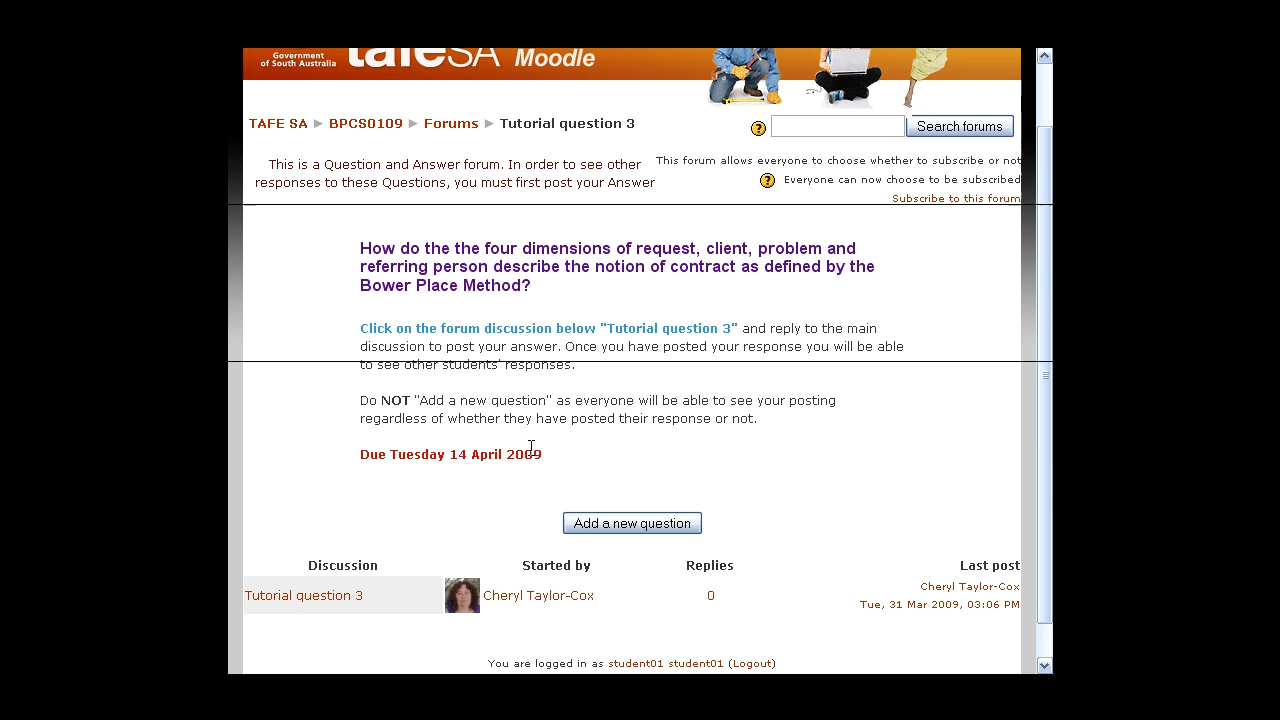 Government
of South Australia
tafeSA Moodle
TAFE SA ► BPCS0109 ► Forums ► Tutorial question 3
Search forums
This is a Question and Answer forum. In order to see other
responses to these Questions, you must first post your Answer
This forum allows everyone to choose whether to subscribe or not
Everyone can now choose to be subscribed
Subscribe to this forum
How do the the four dimensions of request, client, problem and
referring person describe the notion of contract as defined by the
Bower Place Method?
Click on the forum discussion below "Tutorial question 3" and reply to the main
discussion to post your answer. Once you have posted your response you will be able
to see other students' responses.
Do NOT "Add a new question" as everyone will be able to see your posting
regardless of whether they have posted their response or not.
Due Tuesday 14 April 2009
Add a new question
Discussion Started by Replies Last post
Tutorial question 3 Cheryl Taylor-Cox 0 Cheryl Taylor-Cox
Tue, 31 Mar 2009, 03:06 PM
You are logged in as student01 student01 (Logout)